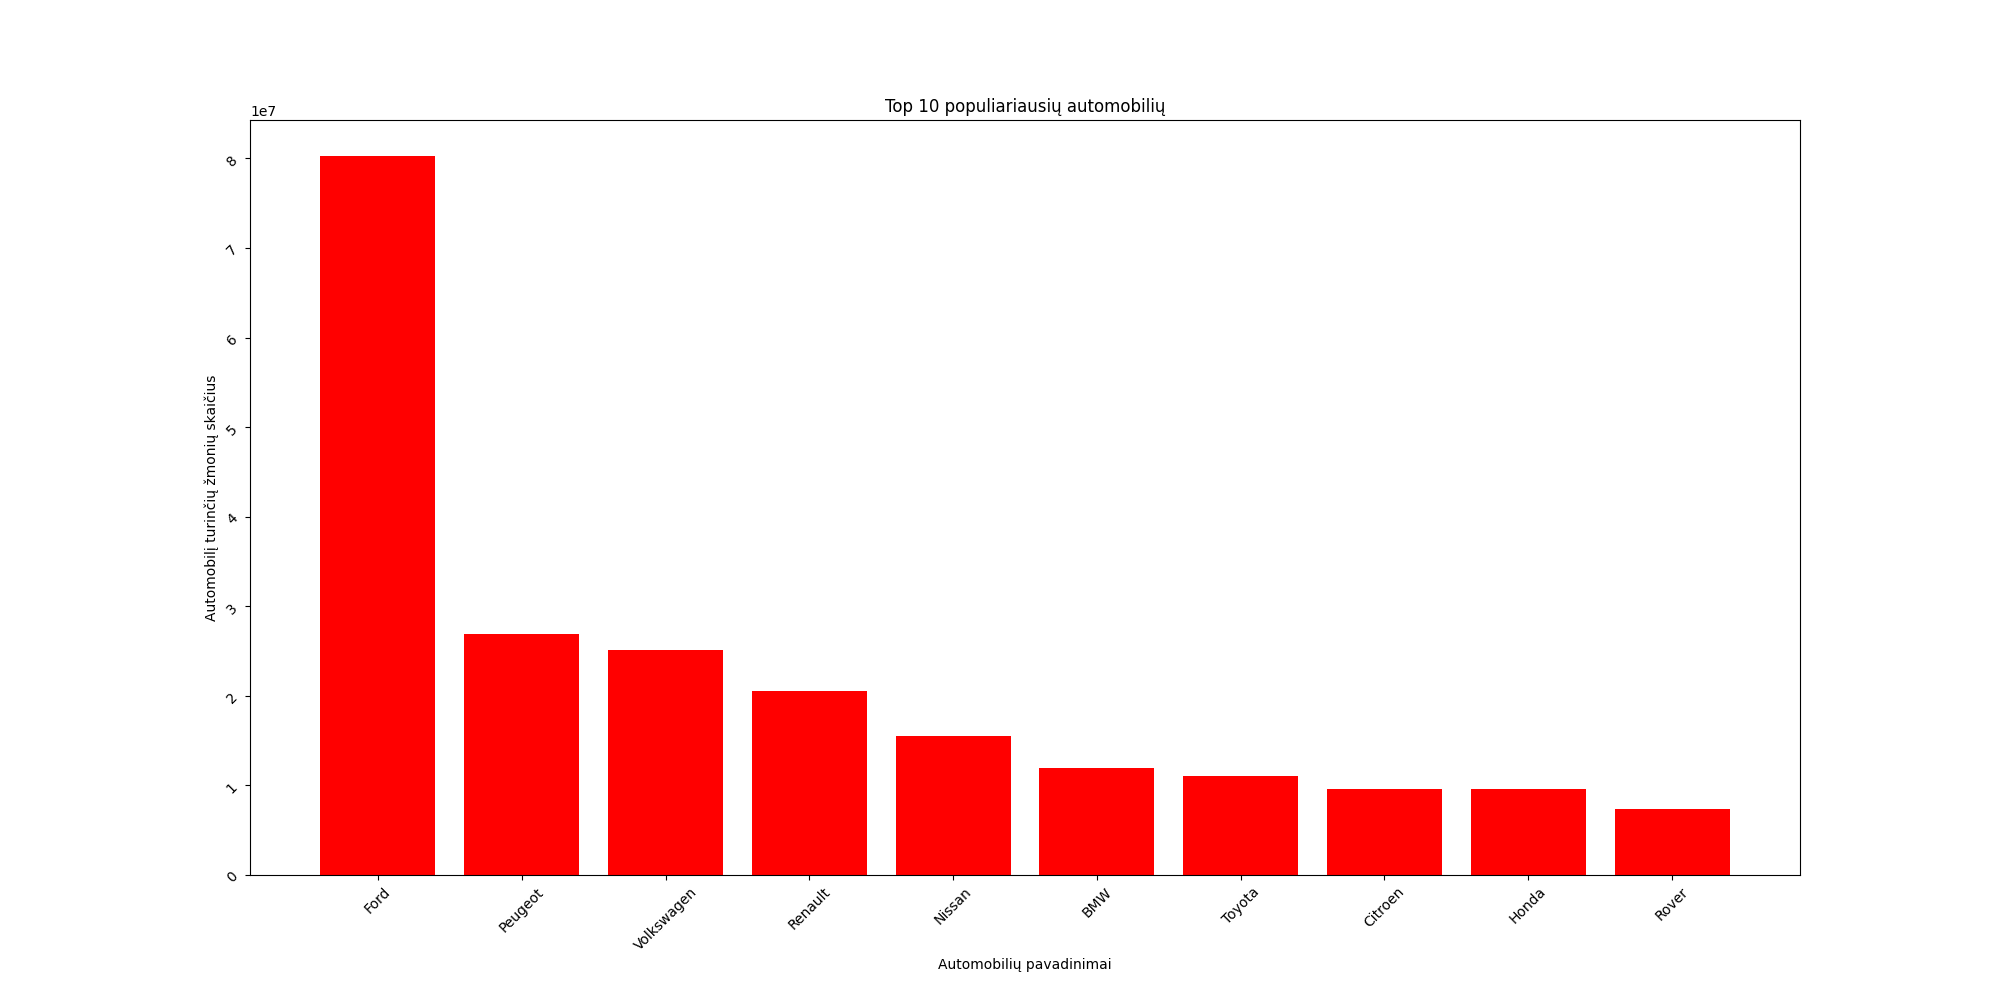 Top 10 populiariausių automobilių
1e7
8
7
6
5
4
3
2
1
0
Automobilį turinčių žmonių skaičius
Ford
Peugeot
Volkswagen
Renault
Nissan
BMW
Toyota
Citroen
Honda
Rover
Automobilių pavadinimai